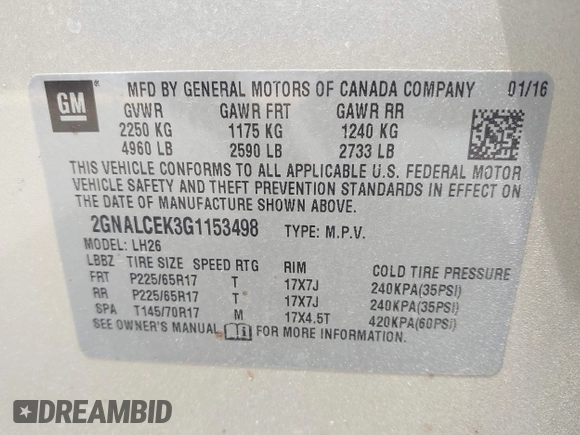 GM
MFD BY GENERAL MOTORS OF CANADA COMPANY 01/16
GVWR GAWR FRT GAWR RR
2250 KG 1175 KG 1240 KG
4960 LB 2590 LB 2733 LB
THIS VEHICLE CONFORMS TO ALL APPLICABLE U.S. FEDERAL MOTOR
VEHICLE SAFETY AND THEFT PREVENTION STANDARDS IN EFFECT ON
THE DATE OF MANUFACTURE SHOWN ABOVE.
2GNALCEK3G1153498 TYPE: M.P.V.
MODEL: LH26
LBBZ TIRE SIZE SPEED RTG RIM COLD TIRE PRESSURE
FRT P225/65R17 T 17X7J 240KPA(35PSI)
RR P225/65R17 T 17X7J 240KPA(35PSI)
SPA T145/70R17 M 17X4.5T 420KPA(60PSI)
SEE OWNER'S MANUAL FOR MORE INFORMATION.
DREAMBID